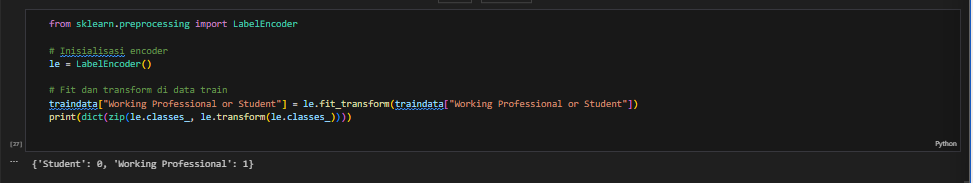 from sklearn.preprocessing import LabelEncoder
# Inisialisasi encoder
le = LabelEncoder()
# Fit dan transform di data train
traindata["Working Professional or Student"] = le.fit_transform(traindata["Working Professional or Student"])
print(dict(zip(le.classes_, le.transform(le.classes_))))
[27]
Python
... {'Student': 0, 'Working Professional': 1}